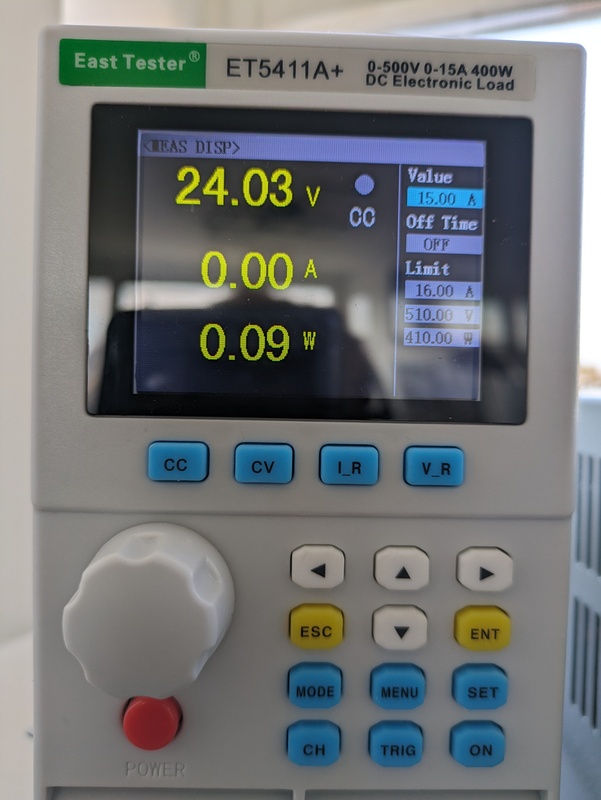 East Tester®
ET5411A+
0-500V 0-15A 400W
DC Electronic Load
<MEAS DISP>
24.03 V
CC
0.00 A
0.09 W
Value
15.00 A
Off Time
OFF
Limit
16.00 A
510.00 V
410.00 W
CC CV I_R V_R
◀ ▲ ▶
ESC ▼ ENT
MODE MENU SET
CH TRIG ON
POWER